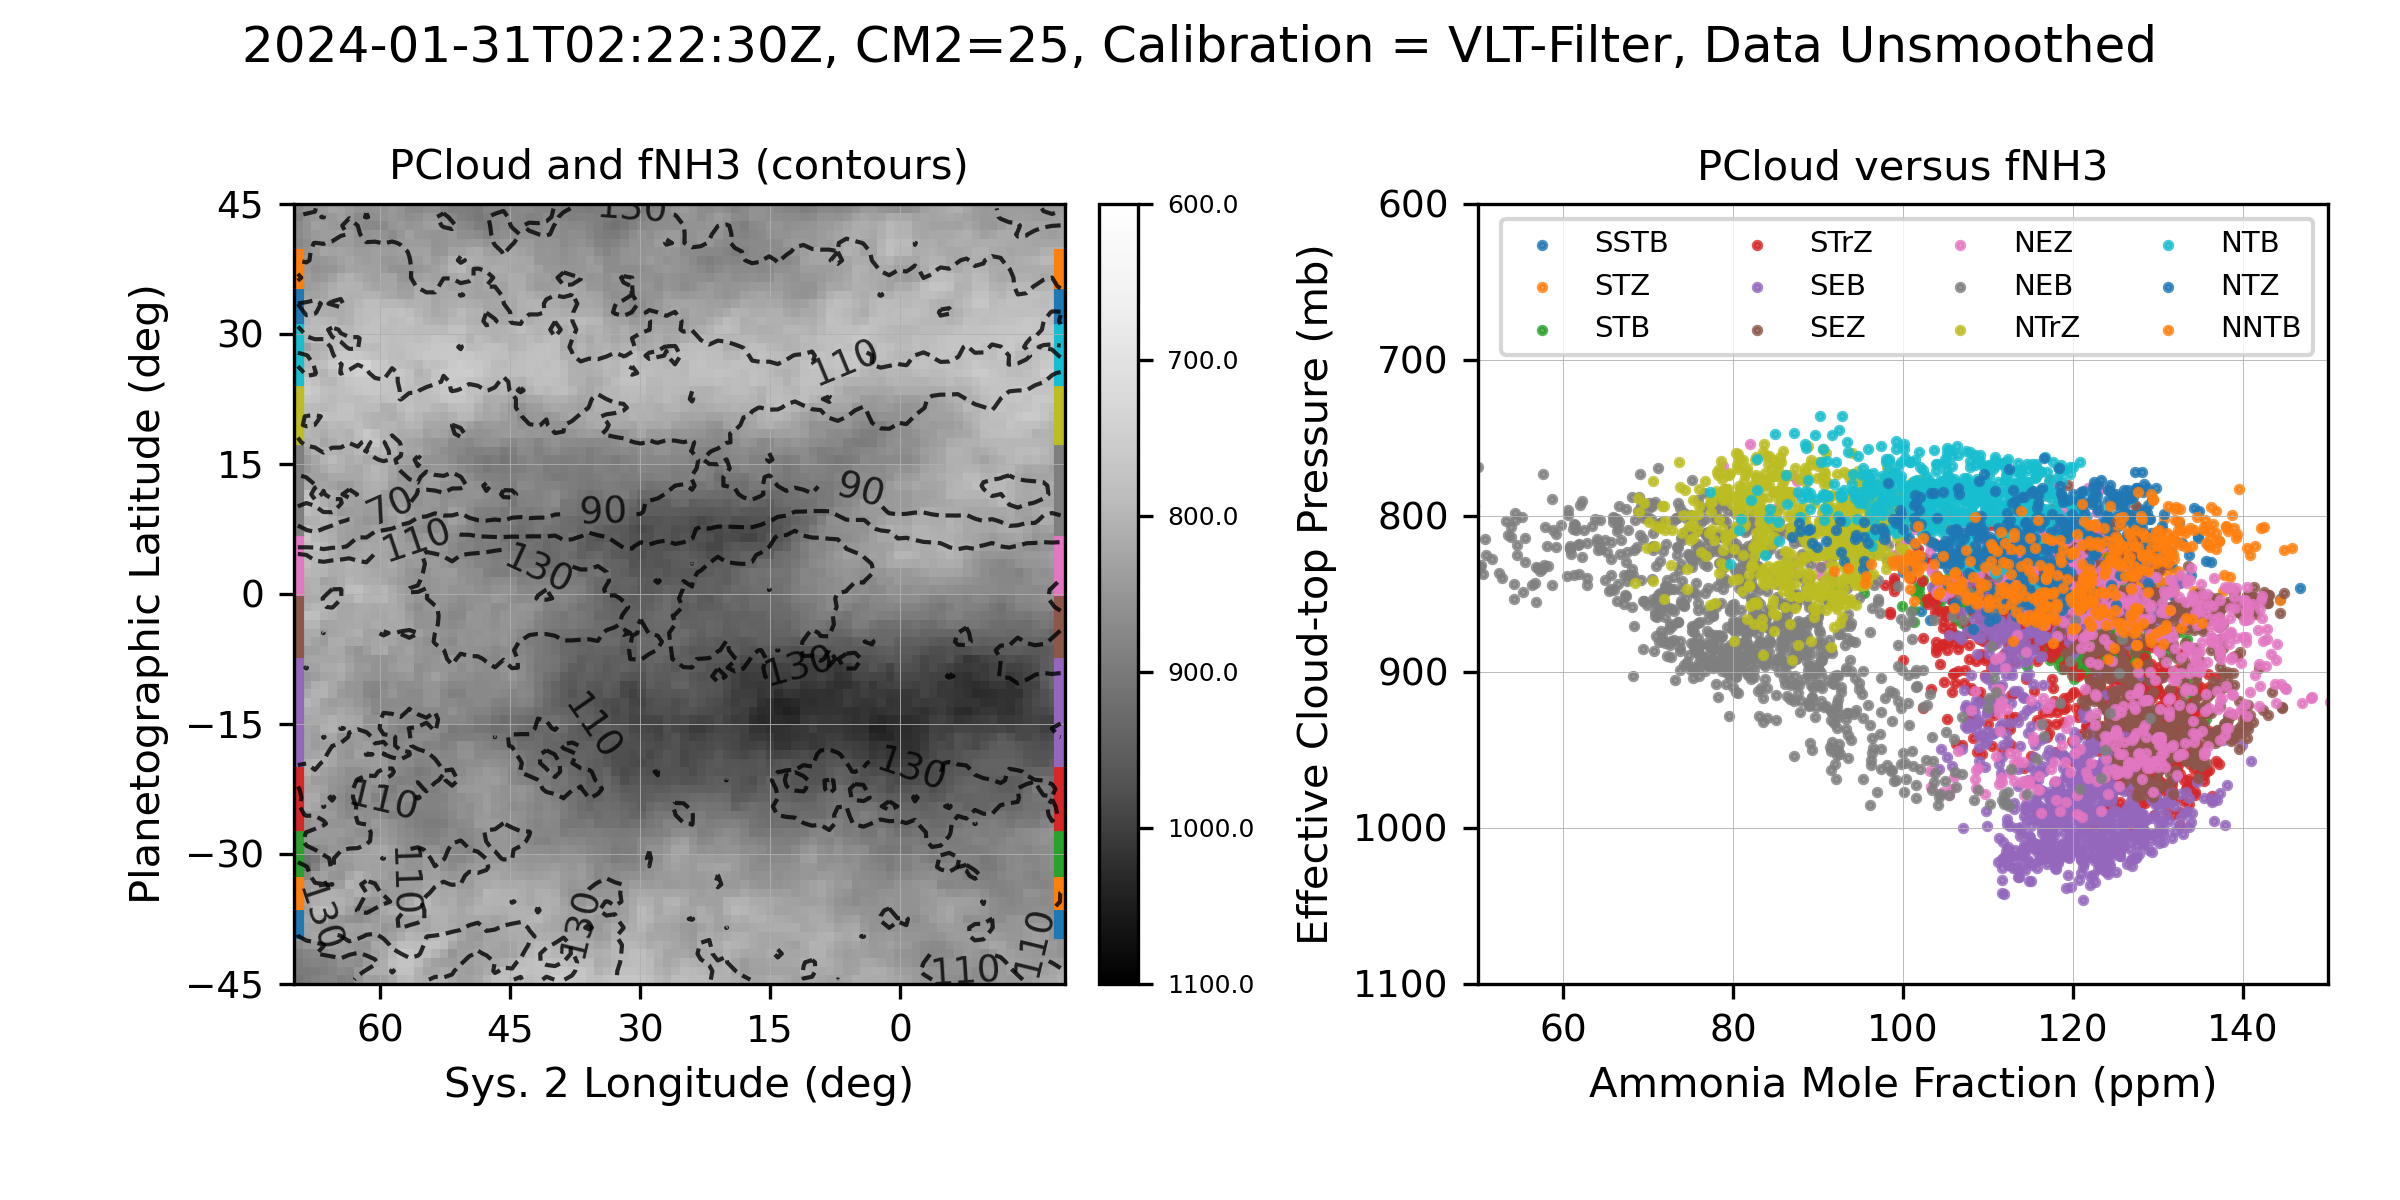 2024-01-31T02:22:30Z, CM2=25, Calibration = VLT-Filter, Data Unsmoothed
PCloud and fNH3 (contours)
Planetographic Latitude (deg)
45
30
15
0
−15
−30
−45
130
110
90
70
90
110
130
130
110
130
110
110
130
130
110
110
60
45
30
15
0
Sys. 2 Longitude (deg)
600.0
700.0
800.0
900.0
1000.0
1100.0
PCloud versus fNH3
Effective Cloud-top Pressure (mb)
600
700
800
900
1000
1100
SSTB
STZ
STB
STrZ
SEB
SEZ
NEZ
NEB
NTrZ
NTB
NTZ
NNTB
60
80
100
120
140
Ammonia Mole Fraction (ppm)